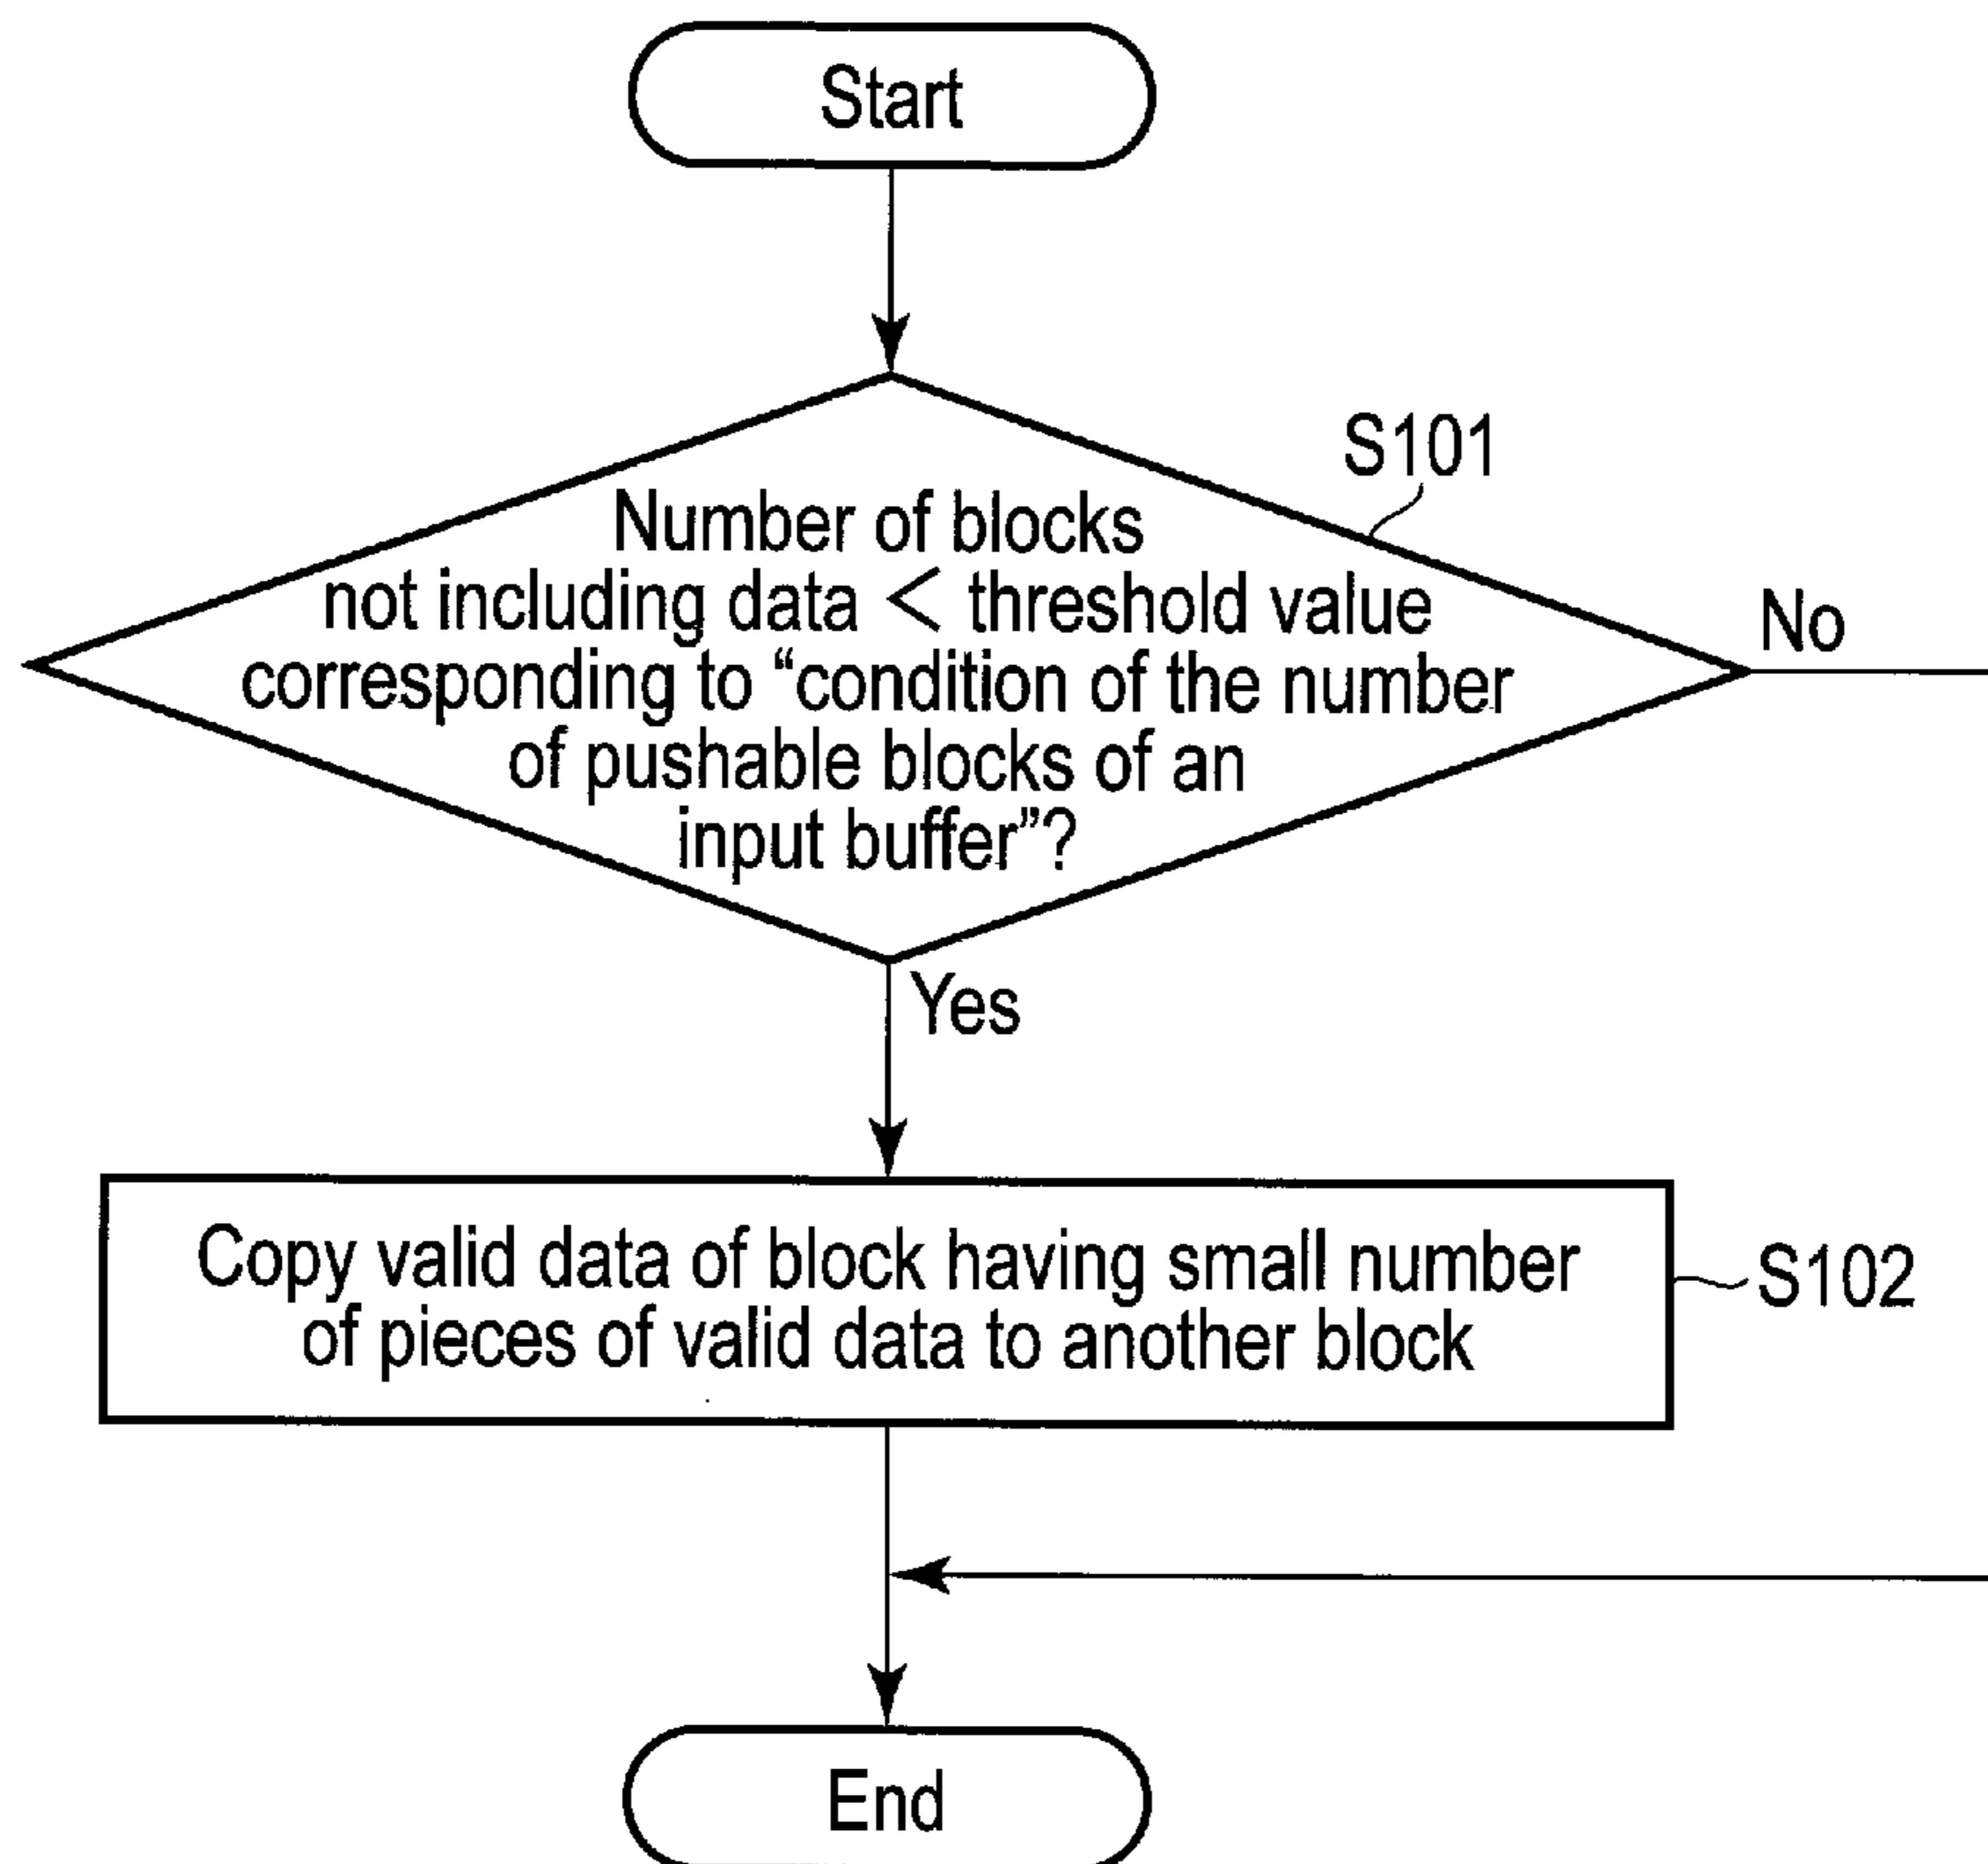 Start
S101
Number of blocks
not including data < threshold value
corresponding to “condition of the number
of pushable blocks of an
input buffer”?
No
Yes
Copy valid data of block having small number
of pieces of valid data to another block
S102
End